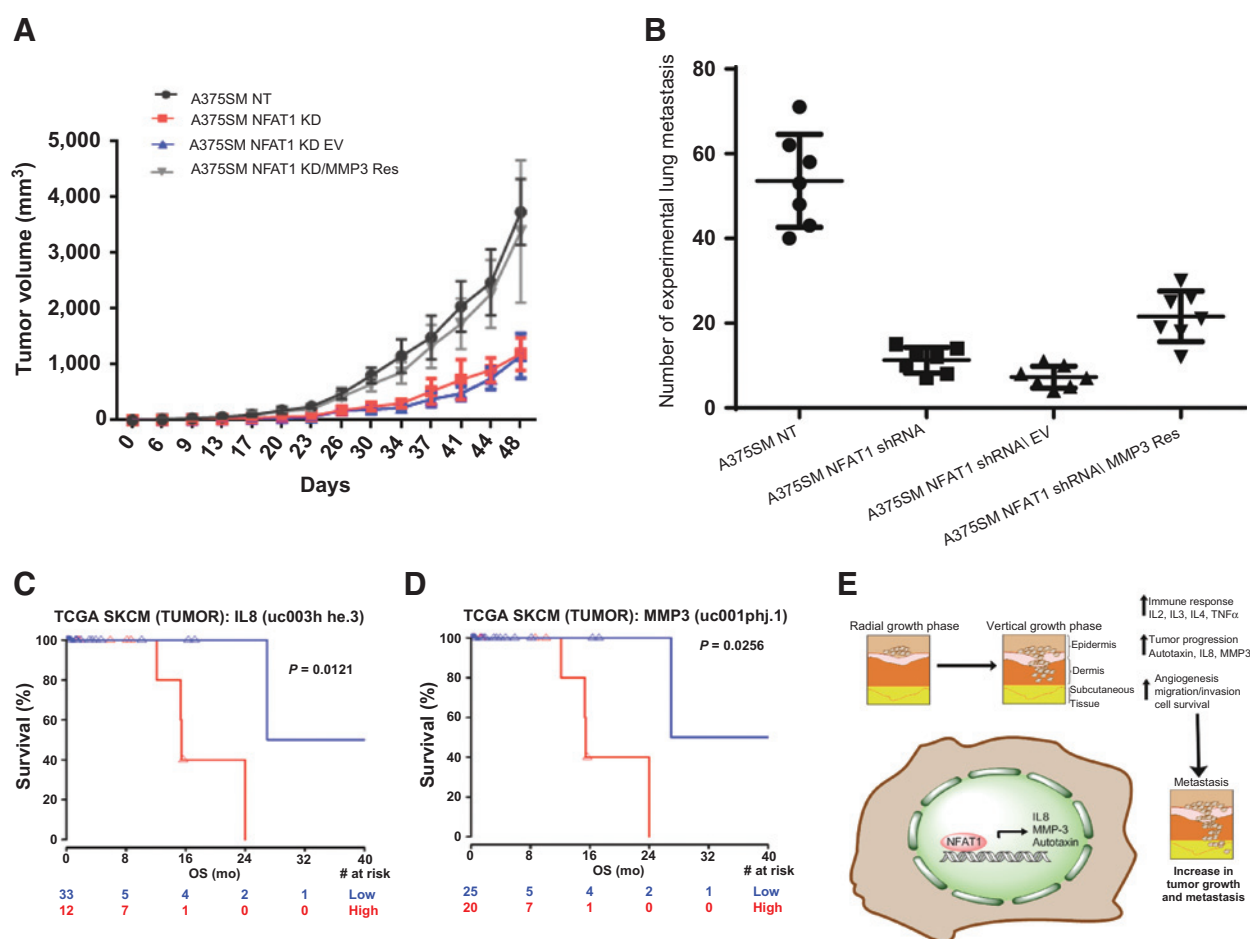 A
A375SM NT
A375SM NFAT1 KD
A375SM NFAT1 KD EV
A375SM NFAT1 KD/MMP3 Res
Tumor volume (mm³)
5,000
4,000
3,000
2,000
1,000
0
0 6 9 13 17 20 23 26 30 34 37 41 44 48
Days
B
Number of experimental lung metastasis
80
60
40
20
0
A375SM NT
A375SM NFAT1 shRNA
A375SM NFAT1 shRNA\ EV
A375SM NFAT1 shRNA\ MMP3 Res
C
TCGA SKCM (TUMOR): IL8 (uc003h he.3)
P = 0.0121
Survival (%)
100
80
60
40
20
0
0 8 16 24 32 40
OS (mo) # at risk
33 5 4 2 1 Low
12 7 1 0 0 High
D
TCGA SKCM (TUMOR): MMP3 (uc001phj.1)
P = 0.0256
Survival (%)
100
80
60
40
20
0
0 8 16 24 32 40
OS (mo) # at risk
25 5 4 2 1 Low
20 7 1 0 0 High
E
Radial growth phase
Vertical growth phase
Epidermis
Dermis
Subcutaneous
Tissue
Immune response
IL2, IL3, IL4, TNFα
Tumor progression
Autotaxin, IL8, MMP3
Angiogenesis
migration/invasion
cell survival
Metastasis
Increase in
tumor growth
and metastasis
NFAT1
IL8
MMP-3
Autotaxin